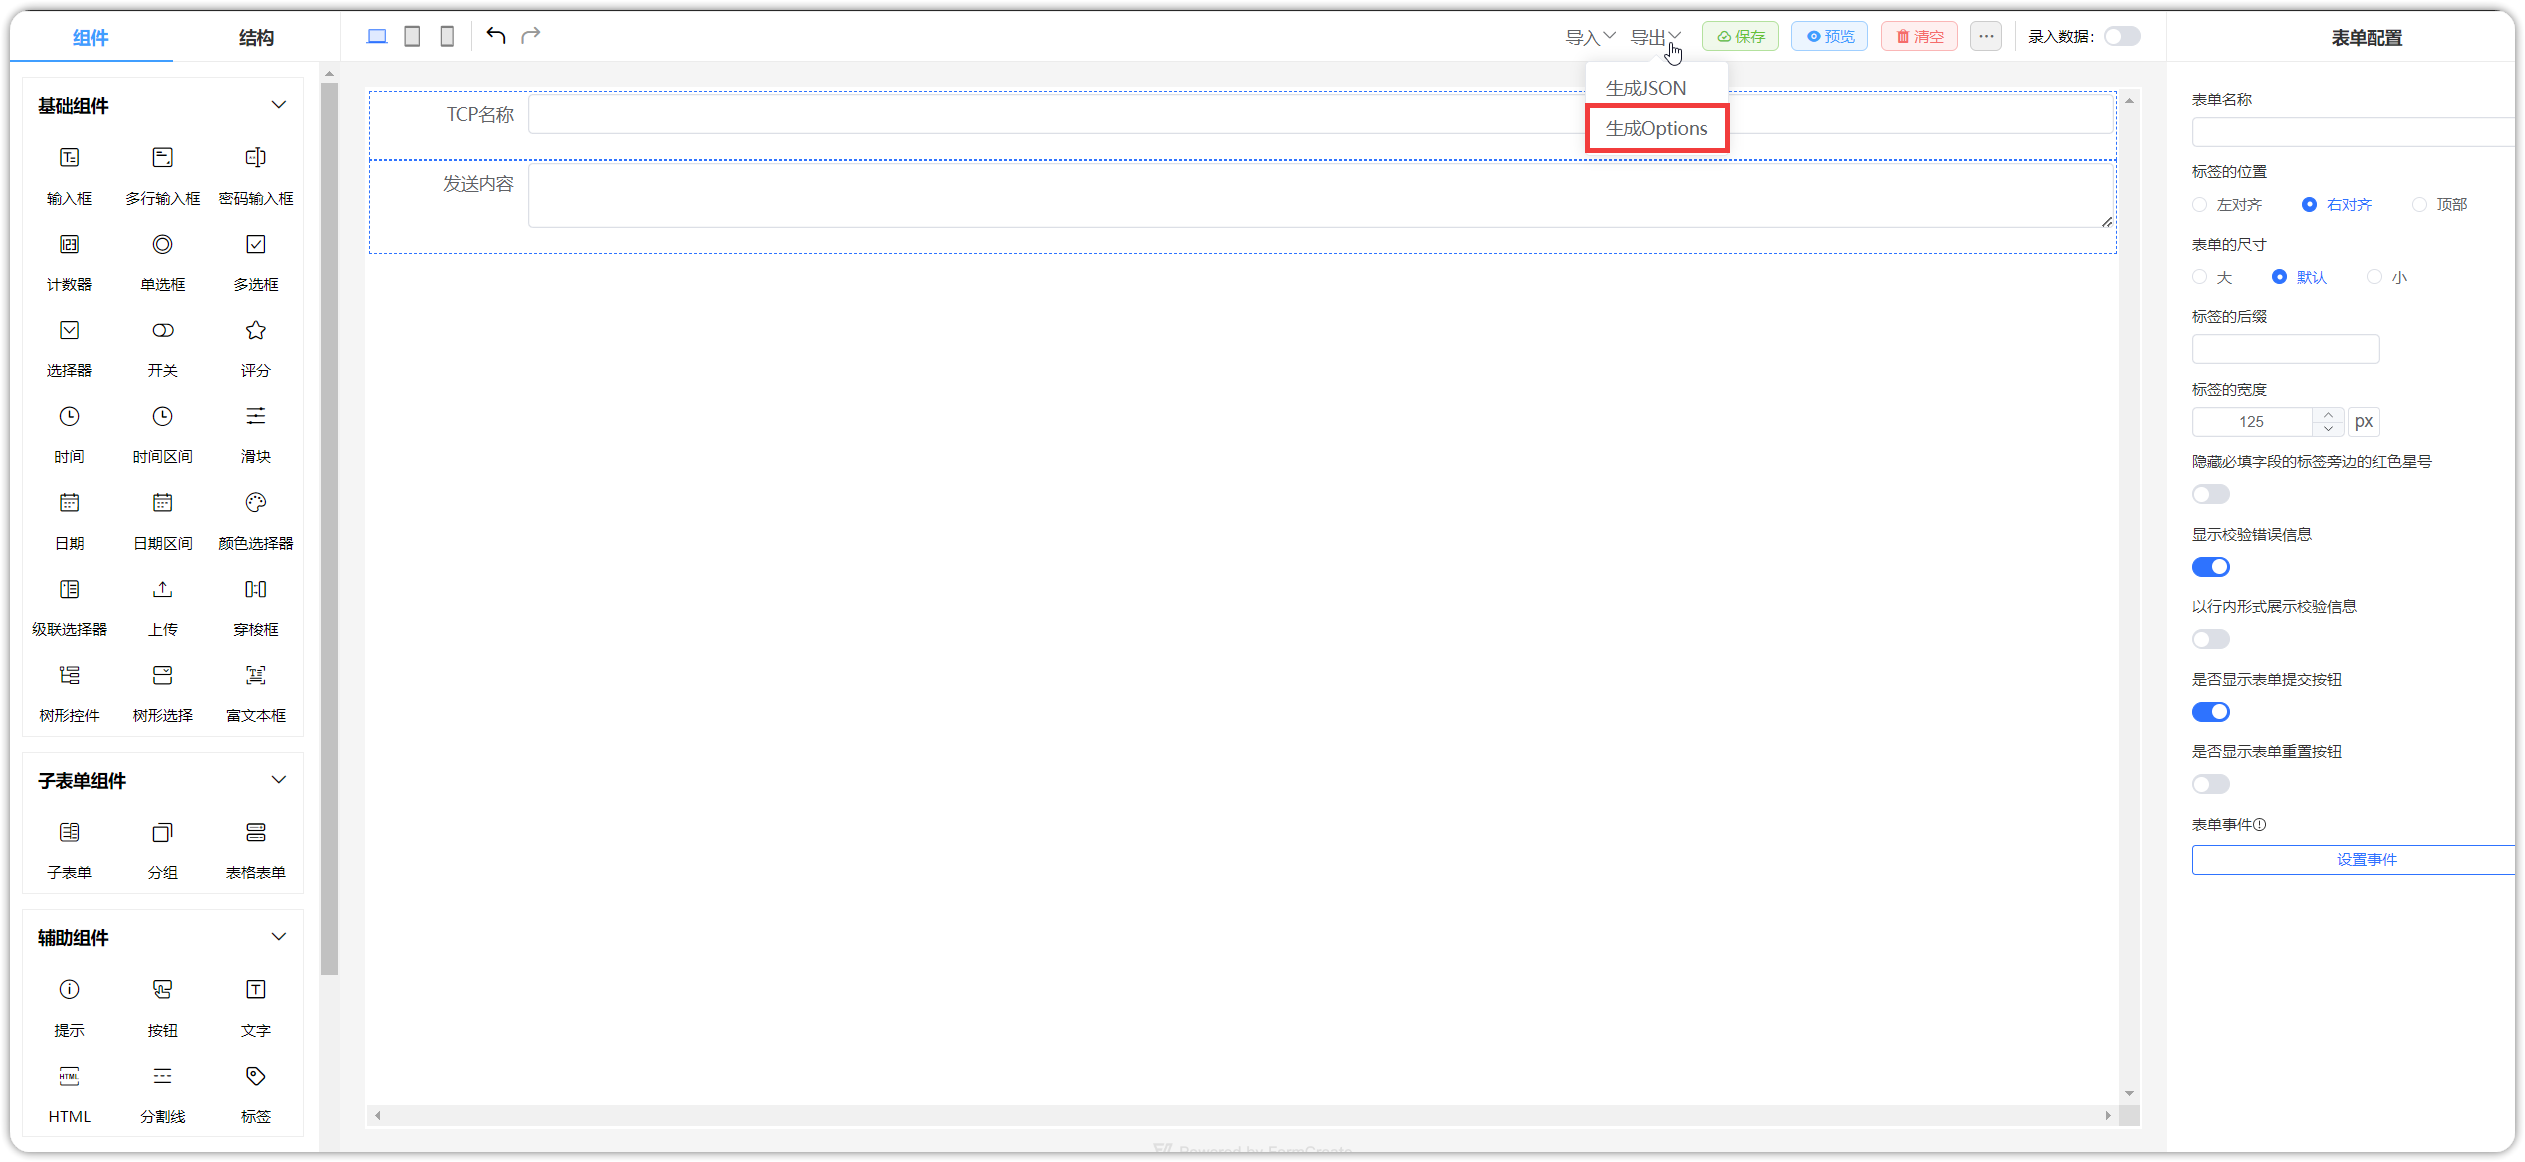 组件
结构
导入
导出
保存
预览
清空
录入数据：
表单配置
生成JSON
生成Options
基础组件
输入框
多行输入框
密码输入框
计数器
单选框
多选框
选择器
开关
评分
时间
时间区间
滑块
日期
日期区间
颜色选择器
级联选择器
上传
穿梭框
树形控件
树形选择
富文本框
子表单组件
子表单
分组
表格表单
辅助组件
提示
按钮
文字
HTML
HTML
分割线
标签
TCP名称
发送内容
Powered by FormCreate
表单名称
标签的位置
左对齐
右对齐
顶部
表单的尺寸
大
默认
小
标签的后缀
标签的宽度
125
px
隐藏必填字段的标签旁边的红色星号
显示校验错误信息
以行内形式展示校验信息
是否显示表单提交按钮
是否显示表单重置按钮
表单事件
设置事件